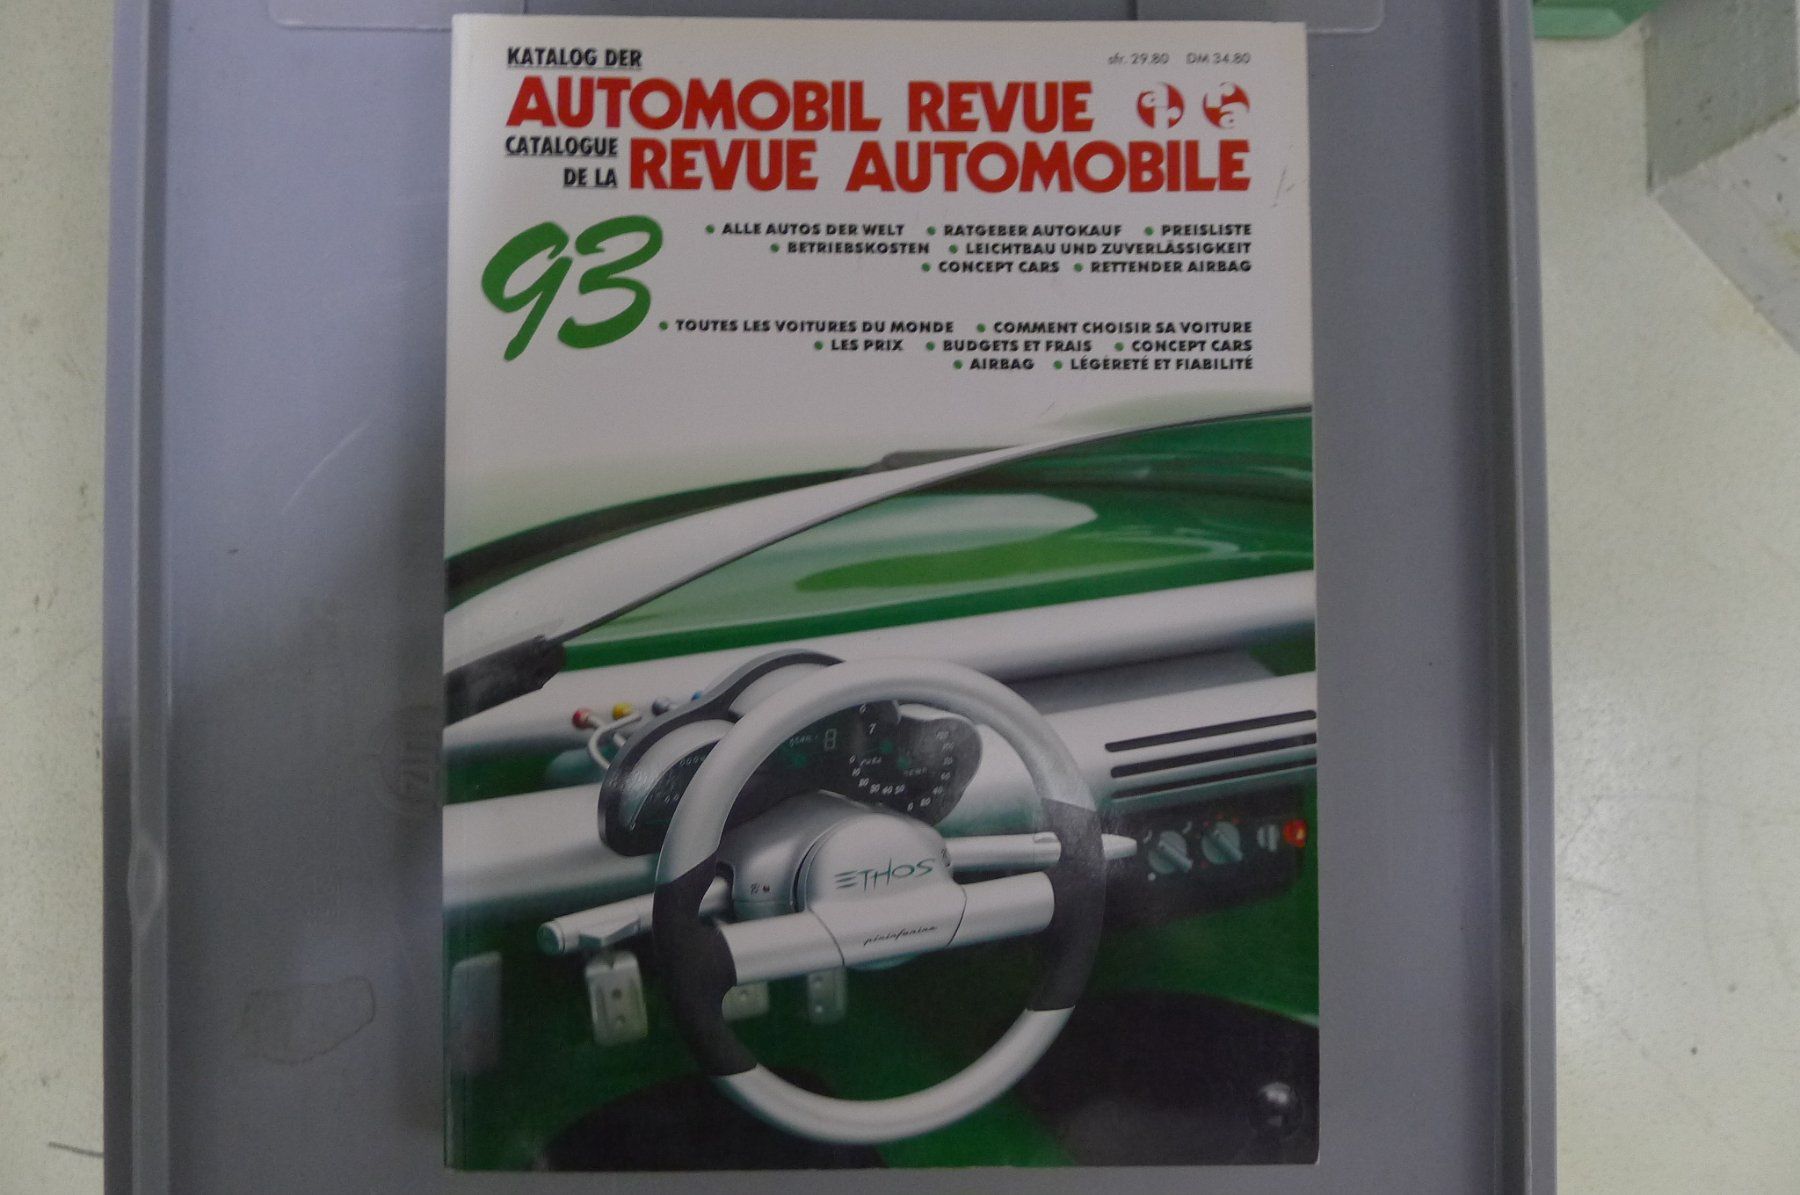 KATALOG DER
sfr. 29.80 DM 34.80
AUTOMOBIL REVUE ar ra
CATALOGUE DE LA
REVUE AUTOMOBILE
93
• ALLE AUTOS DER WELT • RATGEBER AUTOKAUF • PREISLISTE
• BETRIEBSKOSTEN • LEICHTBAU UND ZUVERLÄSSIGKEIT
• CONCEPT CARS • RETTENDER AIRBAG
• TOUTES LES VOITURES DU MONDE • COMMENT CHOISIR SA VOITURE
• LES PRIX • BUDGETS ET FRAIS • CONCEPT CARS
• AIRBAG • LÉGÈRETÉ ET FIABILITÉ
ETHOS
pininfarina